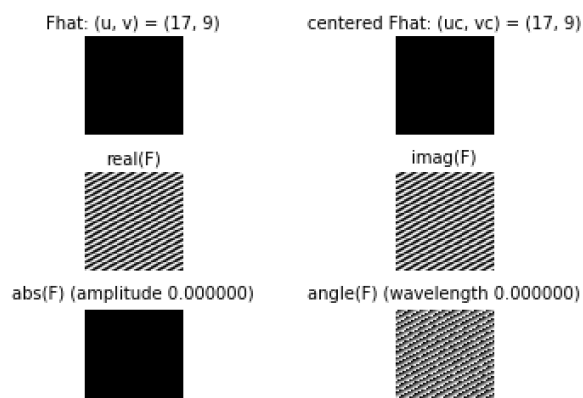 Fhat: (u, v) = (17, 9)
centered Fhat: (uc, vc) = (17, 9)
real(F)
imag(F)
abs(F) (amplitude 0.000000)
angle(F) (wavelength 0.000000)